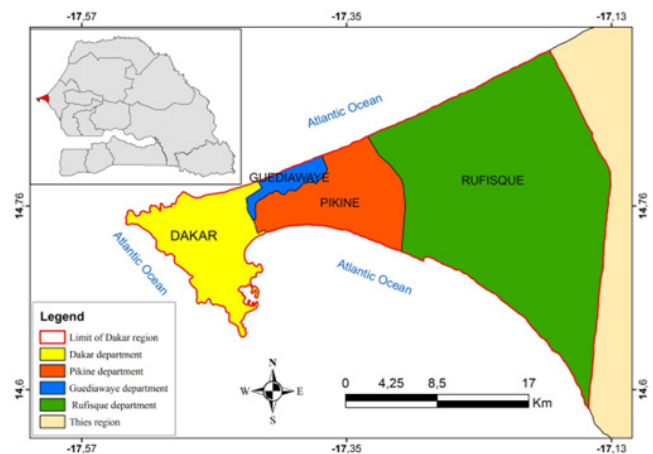 -17,57
-17,35
-17,13
Atlantic Ocean
GUEDIAWAYE
RUFISQUE
PIKINE
14,76
14,76
DAKAR
Atlantic Ocean
Atlantic Ocean
Legend
Limit of Dakar region
Dakar department
Pikine department
Guediawaye department
Rufisque department
Thies region
N
W
E
S
0
4,25
8,5
17
Km
14,6
14,6
-17,57
-17,35
-17,13